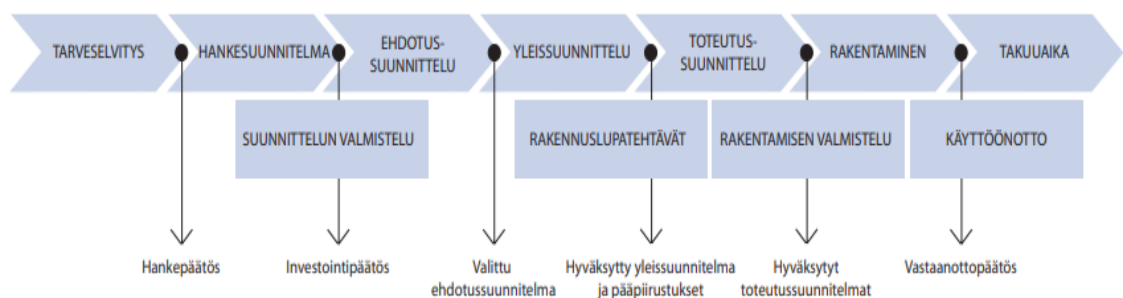 TARVESELVITYS
HANKESUUNNITELMA
EHDOTUS-
SUUNNITTELU
YLEISSUUNNITTELU
TOTEUTUS-
SUUNNITTELU
RAKENTAMINEN
TAKUUAIKA
SUUNNITTELUN VALMISTELU
RAKENNUSLUPATEHTÄVÄT
RAKENTAMISEN VALMISTELU
KÄYTTÖÖNOTTO
Hankepäätös
Investointipäätös
Valittu
ehdotussuunnitelma
Hyväksytty yleissuunnitelma
ja pääpiirustukset
Hyväksytyt
toteutussuunnitelmat
Vastaanottopäätös